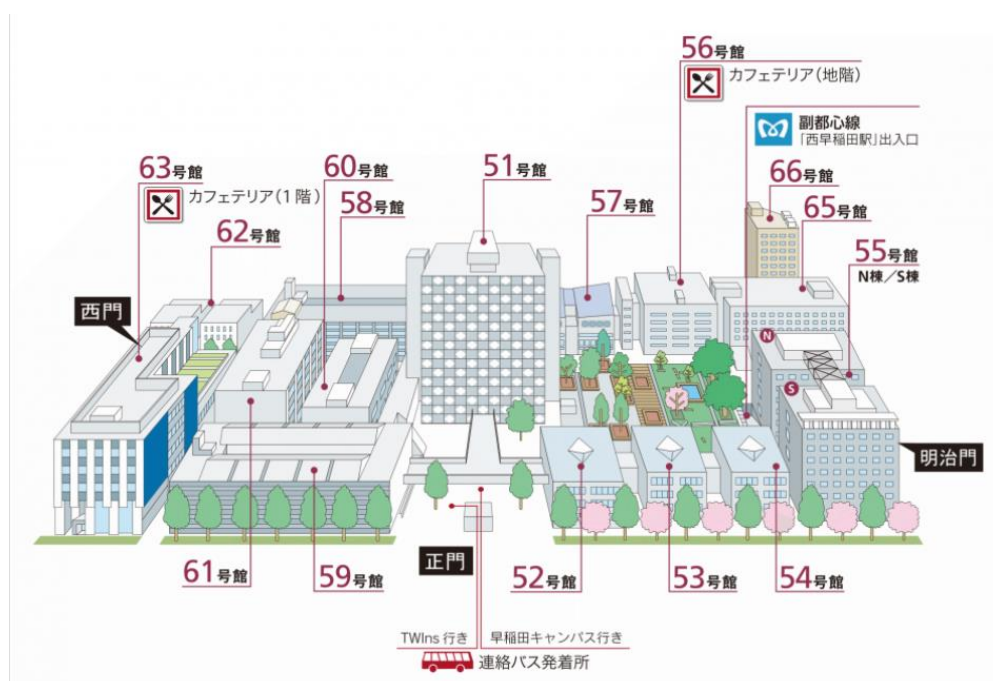 56号館
カフェテリア（地階）
副都心線
「西早稲田駅」出入口
63号館
カフェテリア（1階）
60号館
51号館
66号館
58号館
57号館
65号館
62号館
55号館
N棟／S棟
西門
N
S
明治門
正門
61号館
59号館
52号館
53号館
54号館
TWIns 行き
早稲田キャンパス行き
連絡バス発着所